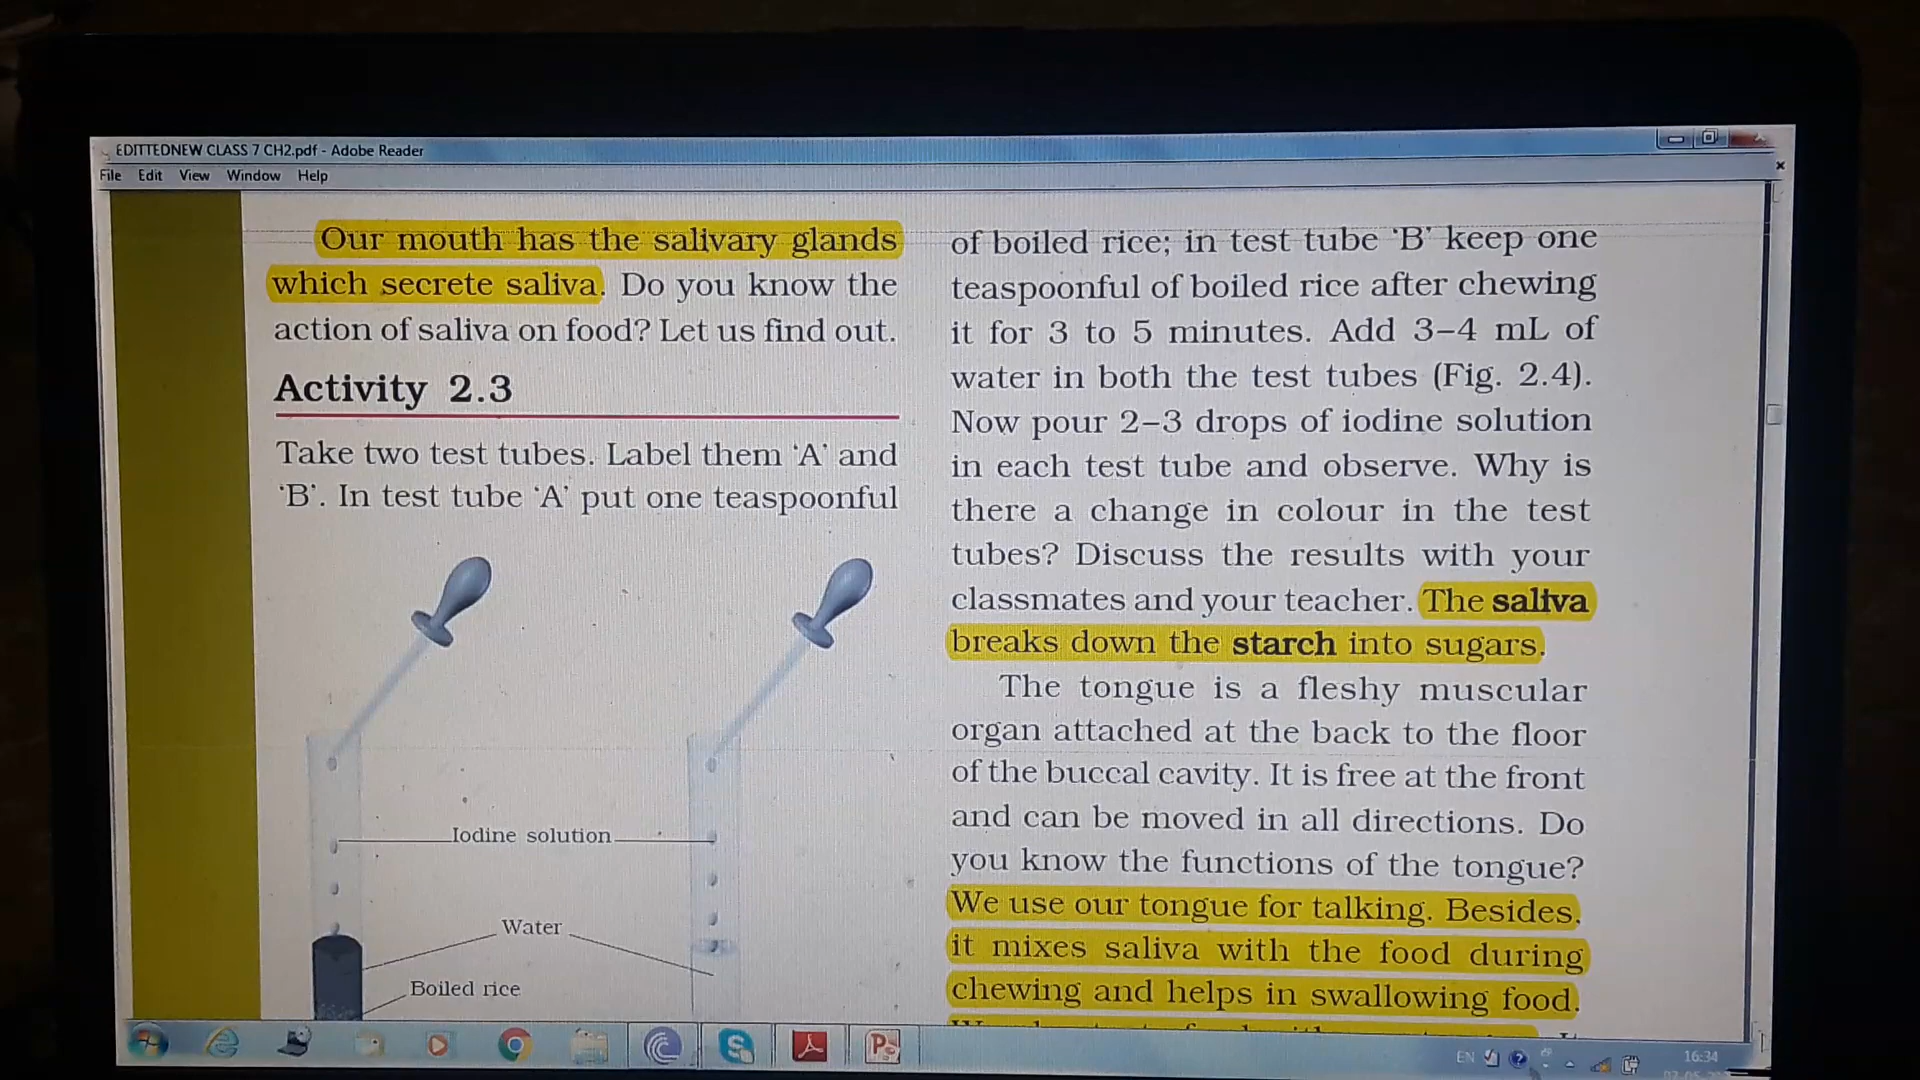 EDITTEDNEW CLASS 7 CH2.pdf - Adobe Reader
File Edit View Window Help
Our mouth has the salivary glands
which secrete saliva. Do you know the
action of saliva on food? Let us find out.
Activity 2.3
Take two test tubes. Label them 'A' and
'B'. In test tube 'A' put one teaspoonful
Iodine solution
Water
Boiled rice
of boiled rice; in test tube 'B' keep one
teaspoonful of boiled rice after chewing
it for 3 to 5 minutes. Add 3–4 mL of
water in both the test tubes (Fig. 2.4).
Now pour 2–3 drops of iodine solution
in each test tube and observe. Why is
there a change in colour in the test
tubes? Discuss the results with your
classmates and your teacher. The saliva
breaks down the starch into sugars.
The tongue is a fleshy muscular
organ attached at the back to the floor
of the buccal cavity. It is free at the front
and can be moved in all directions. Do
you know the functions of the tongue?
We use our tongue for talking. Besides,
it mixes saliva with the food during
chewing and helps in swallowing food.
EN
16:34